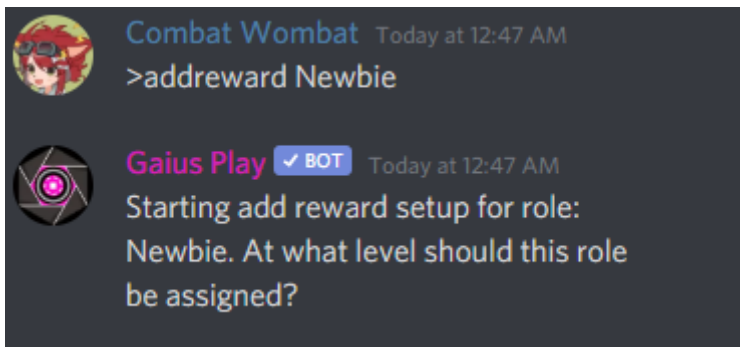 Combat Wombat Today at 12:47 AM
>addreward Newbie
Gaius Play ✓ BOT Today at 12:47 AM
Starting add reward setup for role:
Newbie. At what level should this role
be assigned?